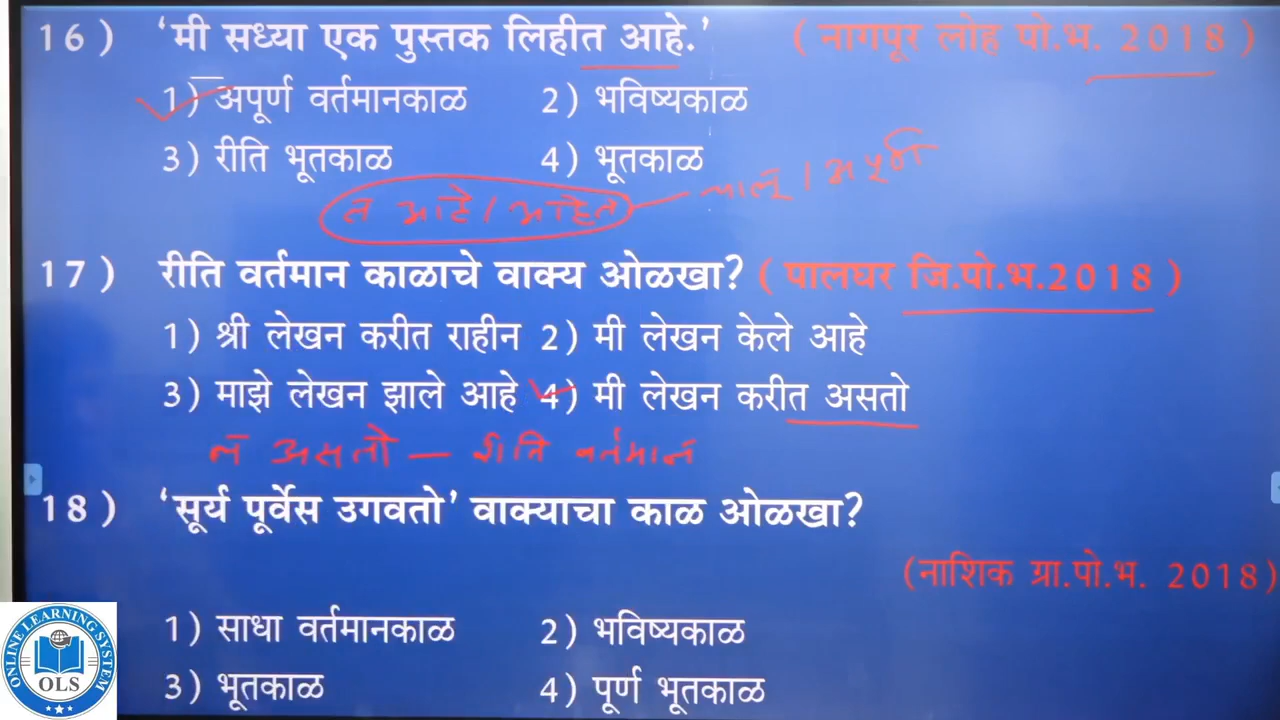 16) ‘मी सध्या एक पुस्तक लिहीत आहे.’ (नागपूर लोह पो.भ. 2018)
1) अपूर्ण वर्तमानकाळ 2) भविष्यकाळ
3) रीति भूतकाळ 4) भूतकाळ
त आहे / आहेत — चालू / अपूर्ण
17) रीति वर्तमान काळाचे वाक्य ओळखा? (पालघर जि.पो.भ.2018)
1) श्री लेखन करीत राहीन 2) मी लेखन केले आहे
3) माझे लेखन झाले आहे 4) मी लेखन करीत असतो
त असतो — रीति वर्तमान
18) ‘सूर्य पूर्वेस उगवतो’ वाक्याचा काळ ओळखा?
(नाशिक ग्रा.पो.भ. 2018)
1) साधा वर्तमानकाळ 2) भविष्यकाळ
3) भूतकाळ 4) पूर्ण भूतकाळ
ONLINE LEARNING SYSTEM
OLS